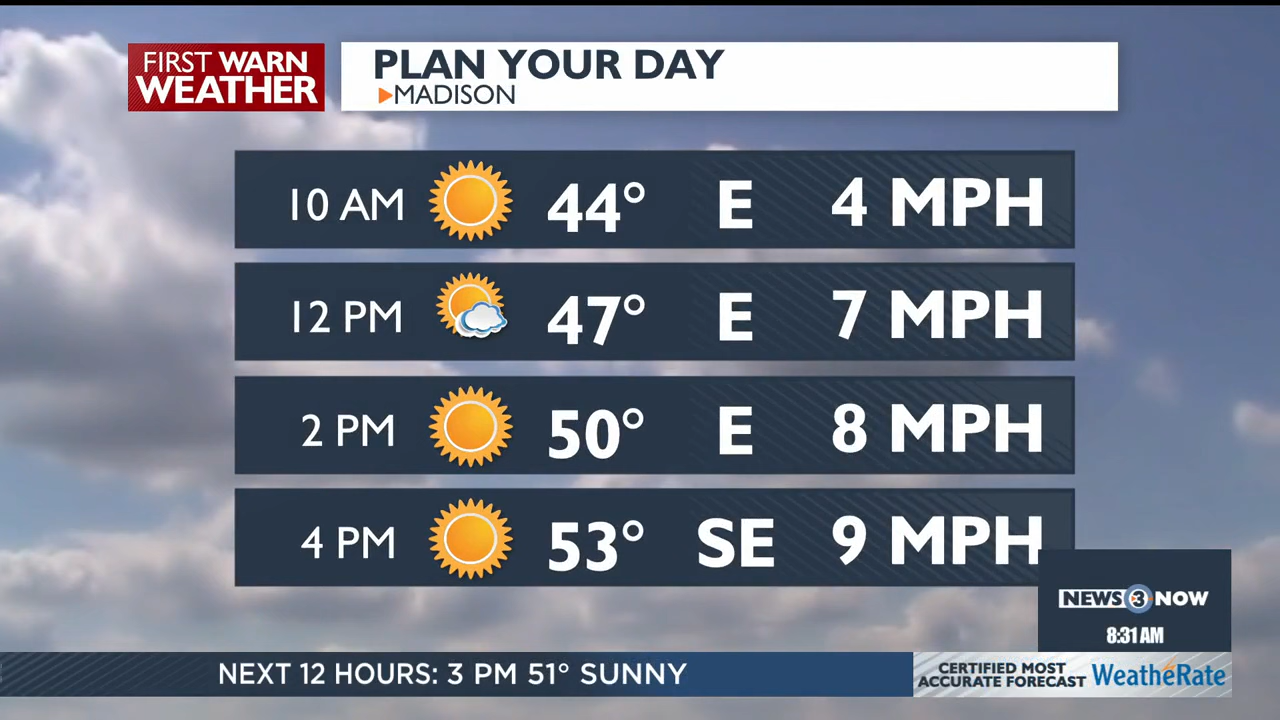 FIRST WARN
WEATHER
PLAN YOUR DAY
MADISON
10 AM 44° E 4 MPH
12 PM 47° E 7 MPH
2 PM 50° E 8 MPH
4 PM 53° SE 9 MPH
NEWS 3 NOW
8:31 AM
NEXT 12 HOURS: 3 PM 51° SUNNY
CERTIFIED MOST
ACCURATE FORECAST
WeatheRate